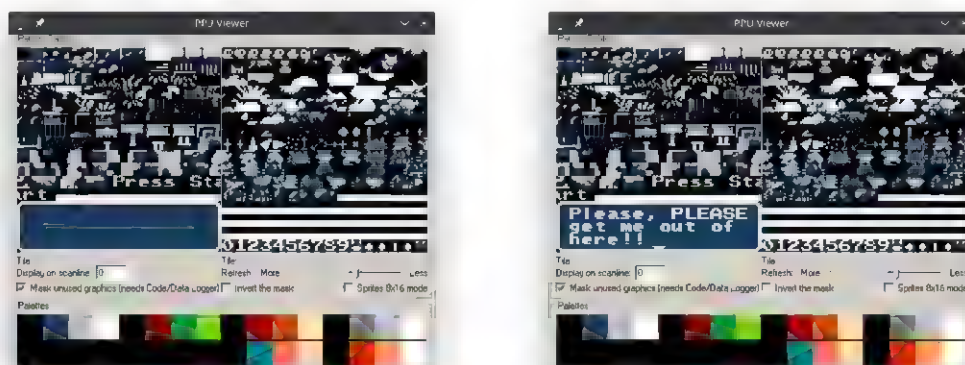 PPU Viewer
Press Sta
rt
0123456789
Tile
Tile
Display on scanline: 0
Refresh: More
Less
Mask unused graphics (needs Code/Data Logger)
Invert the mask
Sprites 8x16 mode
Palettes
PPU Viewer
Press Sta
rt
Please, PLEASE
get me out of
here!!
0123456789
Tile
Tile
Display on scanline: 0
Refresh: More
Less
Mask unused graphics (needs Code/Data Logger)
Invert the mask
Sprites 8x16 mode
Palettes